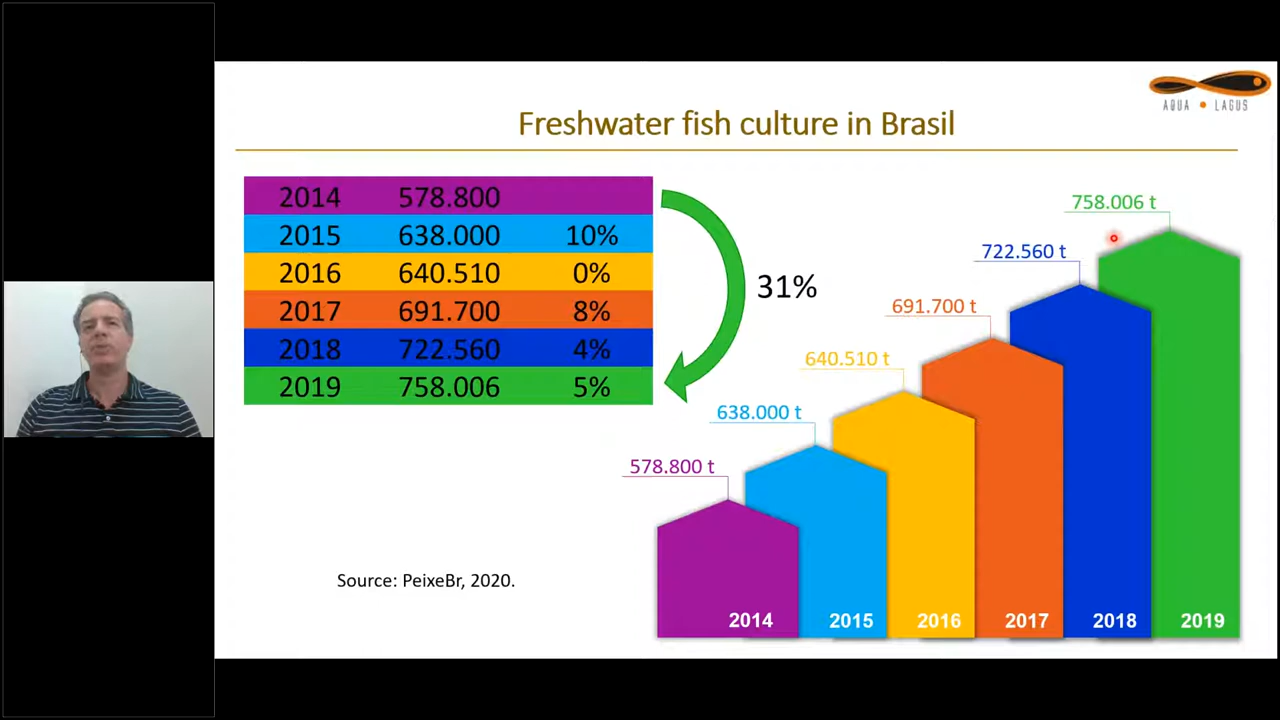 AQUA LAGUS
Freshwater fish culture in Brasil
2014 578.800
2015 638.000 10%
2016 640.510 0%
2017 691.700 8%
2018 722.560 4%
2019 758.006 5%
31%
758.006 t
722.560 t
691.700 t
640.510 t
638.000 t
578.800 t
2014 2015 2016 2017 2018 2019
Source: PeixeBr, 2020.